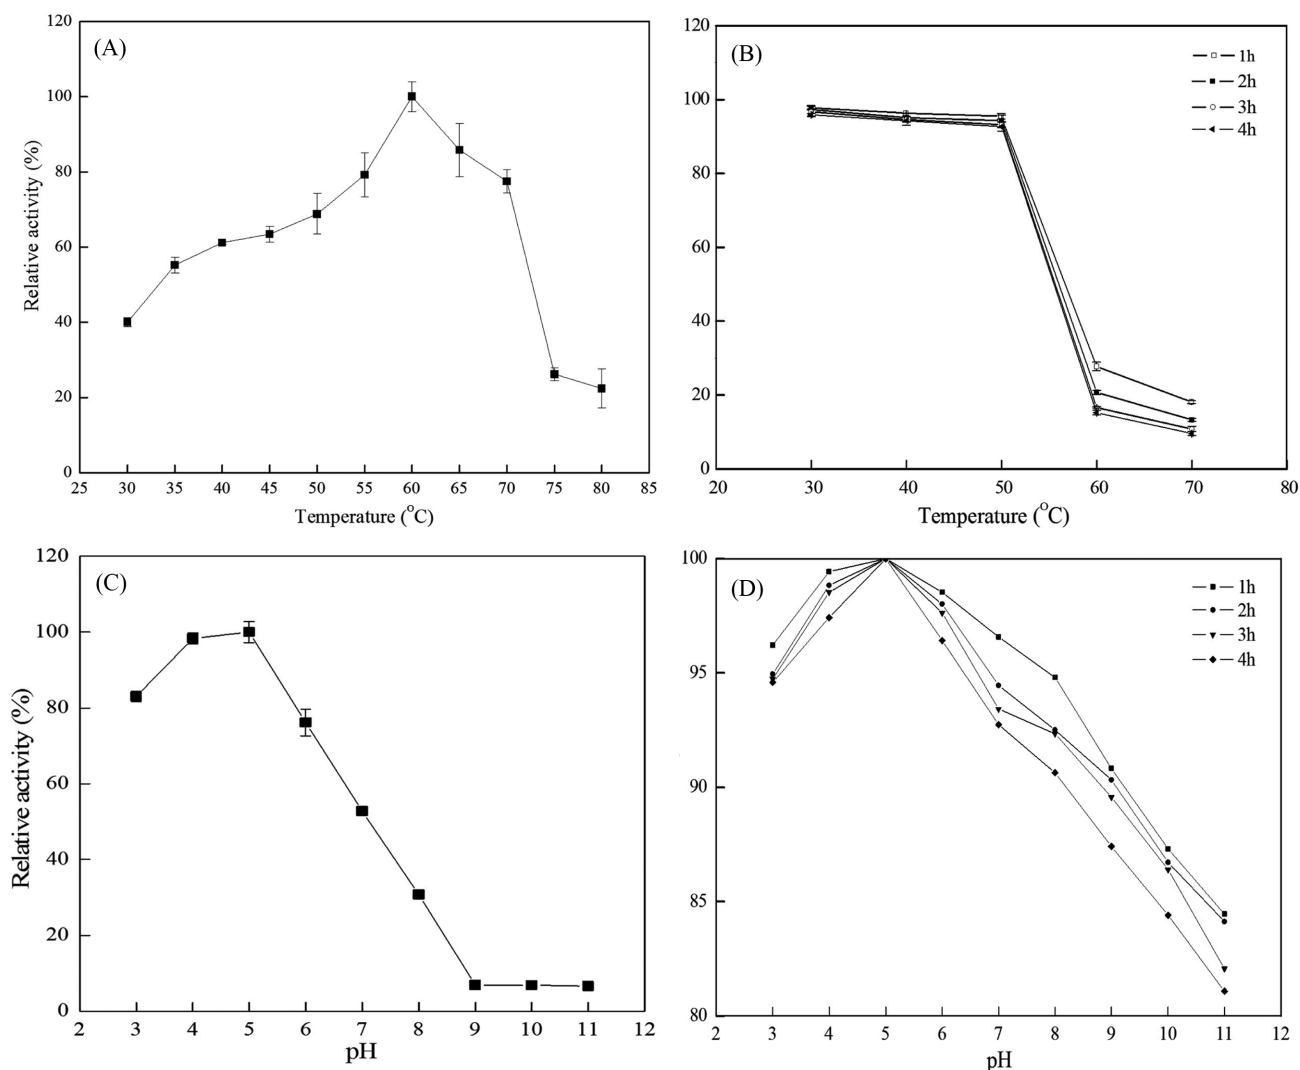 (A)
120
100
80
60
40
20
0
Relative activity (%)
25 30 35 40 45 50 55 60 65 70 75 80 85
Temperature (°C)
(B)
1h
2h
3h
4h
120
100
80
60
40
20
0
20 30 40 50 60 70 80
Temperature (°C)
(C)
120
100
80
60
40
20
0
Relative activity (%)
2 3 4 5 6 7 8 9 10 11 12
pH
(D)
1h
2h
3h
4h
100
95
90
85
80
2 3 4 5 6 7 8 9 10 11 12
pH